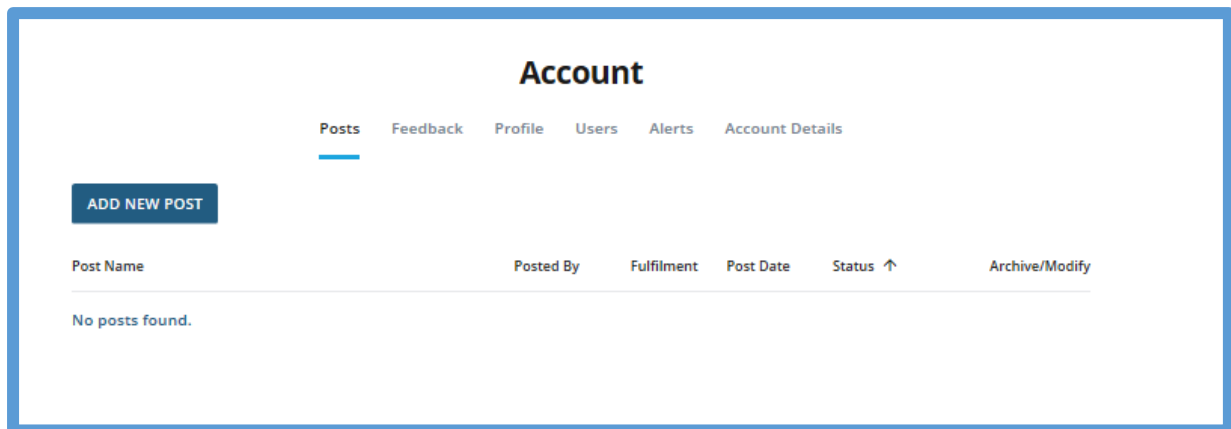 Account
Posts Feedback Profile Users Alerts Account Details
ADD NEW POST
Post Name Posted By Fulfilment Post Date Status ↑ Archive/Modify
No posts found.